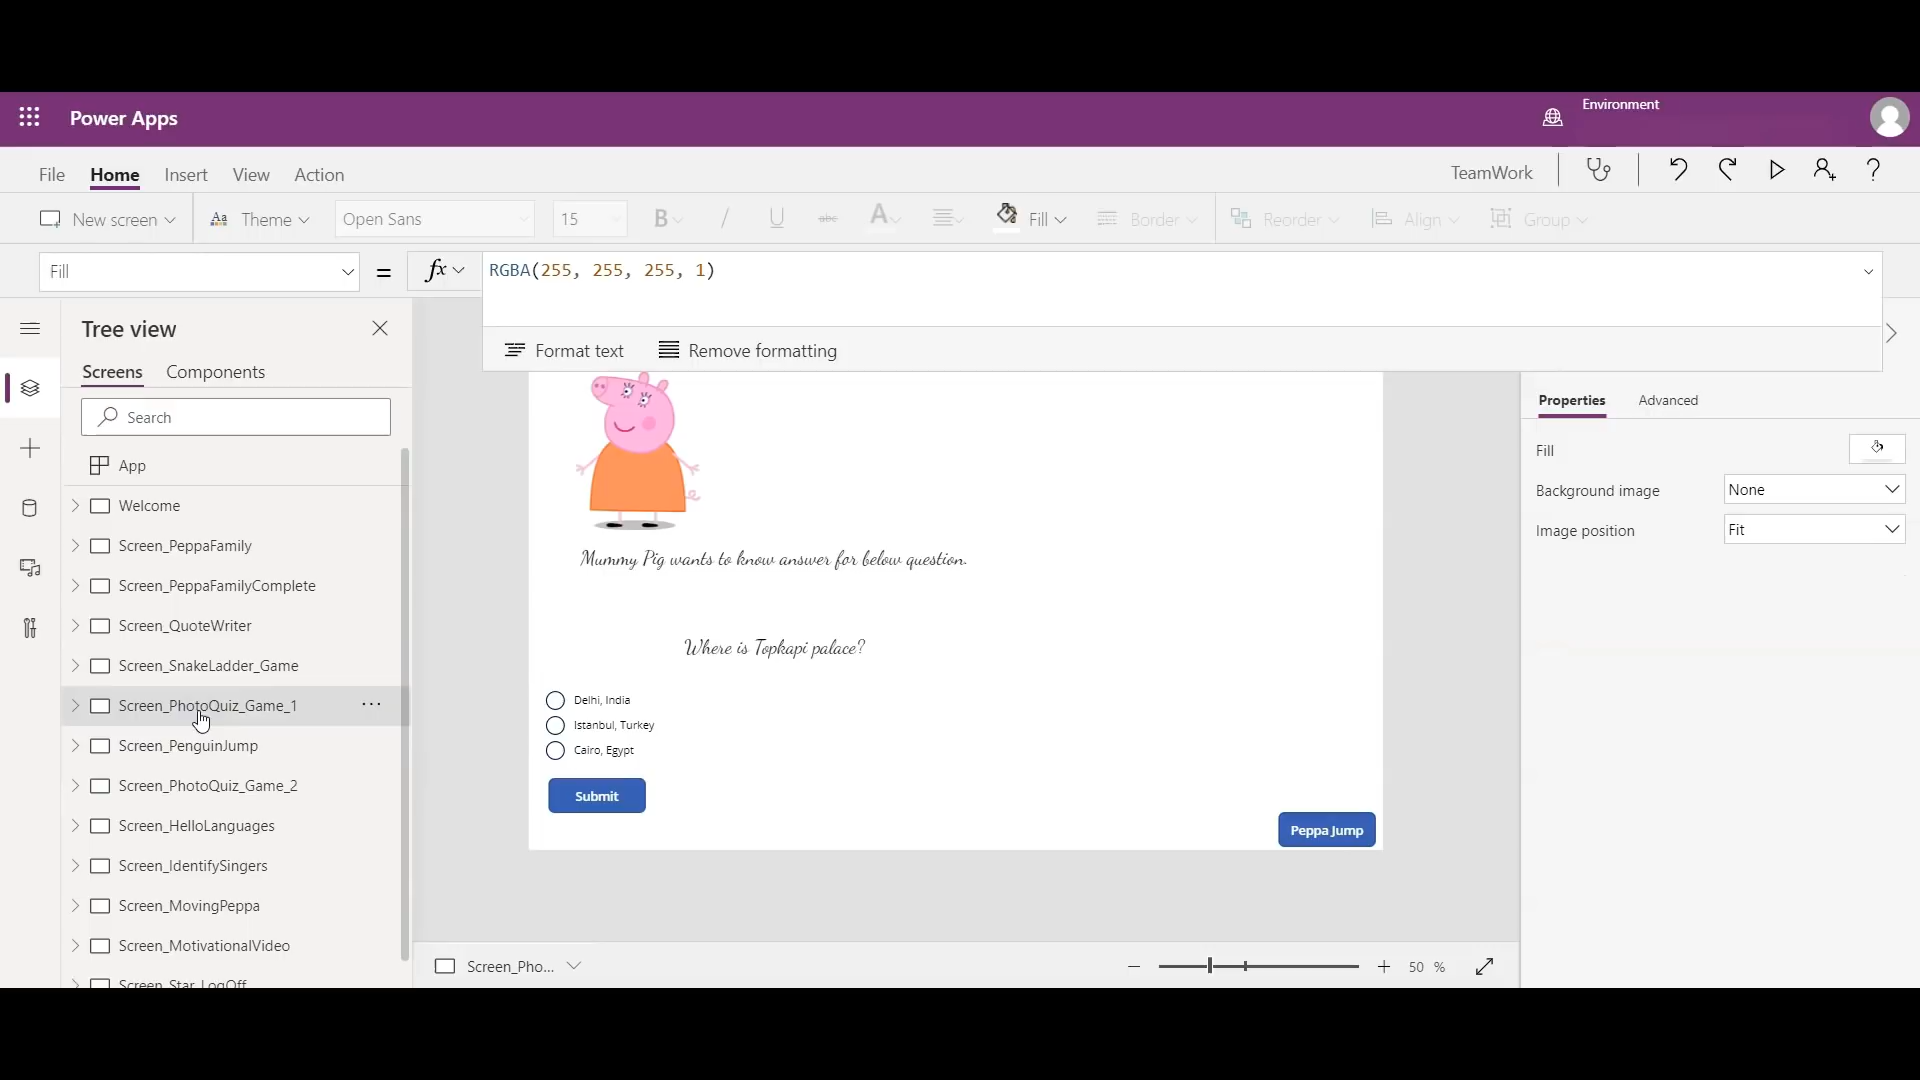 Power Apps
Environment
File Home Insert View Action
TeamWork
New screen Theme Open Sans 15 B / U abc A Fill Border Reorder Align Group
Fill = fx RGBA(255, 255, 255, 1)
Format text Remove formatting
Tree view
Screens Components
Search
App
Welcome
Screen_PeppaFamily
Screen_PeppaFamilyComplete
Screen_QuoteWriter
Screen_SnakeLadder_Game
Screen_PhotoQuiz_Game_1 ...
Screen_PenguinJump
Screen_PhotoQuiz_Game_2
Screen_HelloLanguages
Screen_IdentifySingers
Screen_MovingPeppa
Screen_MotivationalVideo
Screen_Star_LogOff
Mummy Pig wants to know answer for below question.
Where is Topkapi palace?
Delhi, India
Istanbul, Turkey
Cairo, Egypt
Submit
Peppa Jump
Screen_Pho...
50 %
Properties Advanced
Fill
Background image None
Image position Fit